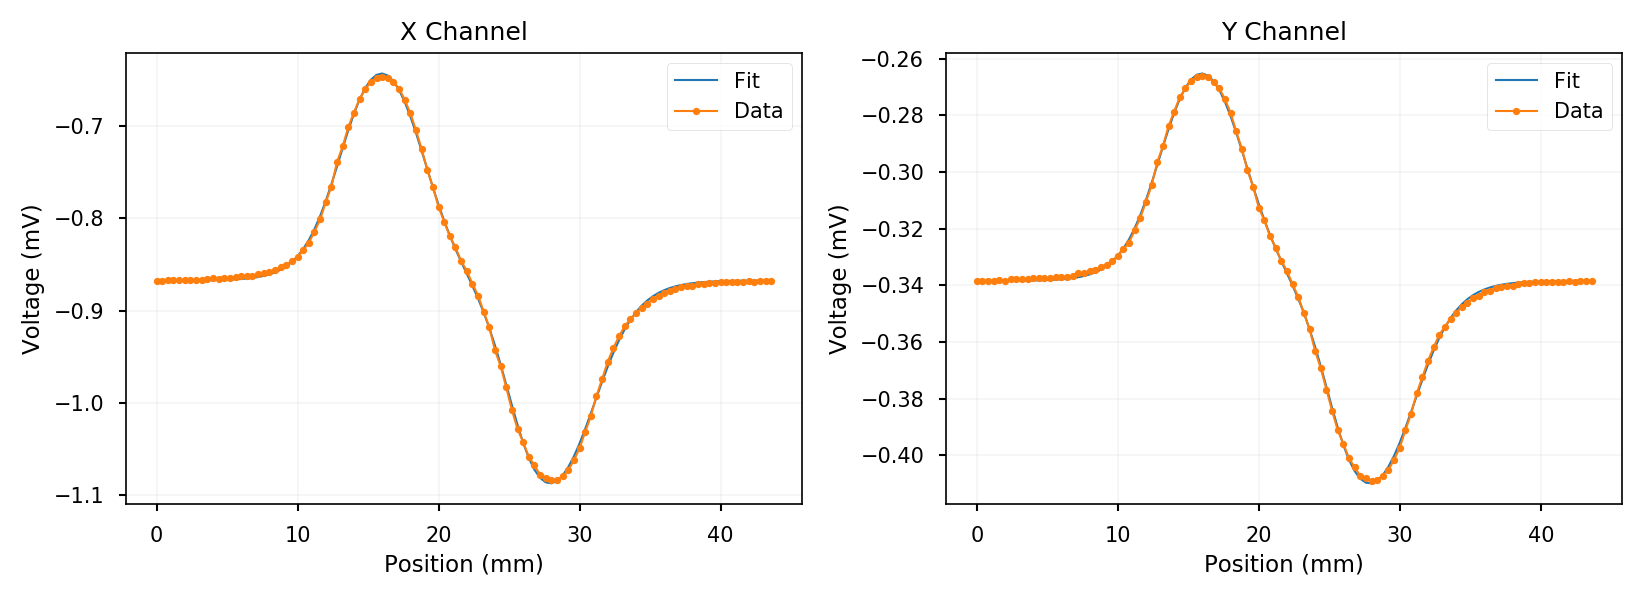 X Channel
Fit
Data
−0.7
−0.8
−0.9
−1.0
−1.1
Voltage (mV)
0 10 20 30 40
Position (mm)
Y Channel
Fit
Data
−0.26
−0.28
−0.30
−0.32
−0.34
−0.36
−0.38
−0.40
Voltage (mV)
0 10 20 30 40
Position (mm)